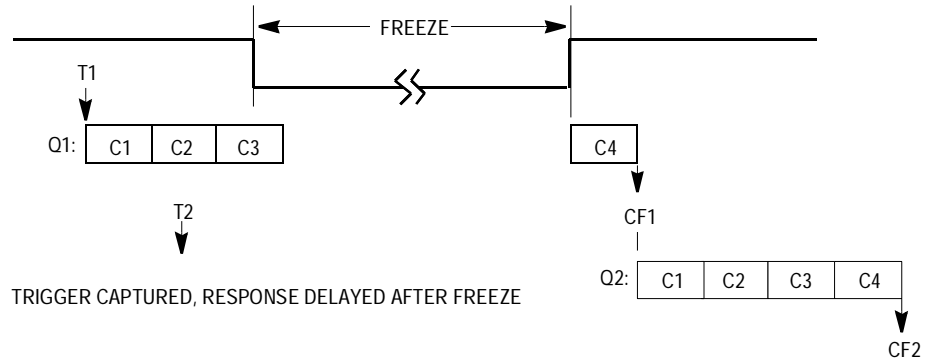 FREEZE
T1
Q1: C1 C2 C3 C4
T2
CF1
Q2: C1 C2 C3 C4
TRIGGER CAPTURED, RESPONSE DELAYED AFTER FREEZE
CF2